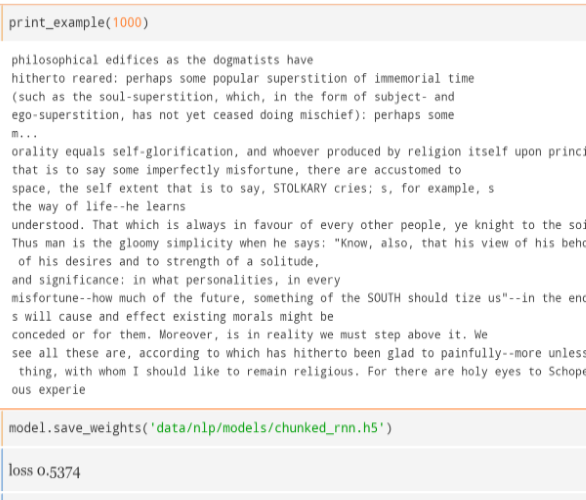 print_example(1000)
philosophical edifices as the dogmatists have
hitherto reared: perhaps some popular superstition of immemorial time
(such as the soul-superstition, which, in the form of subject- and
ego-superstition, has not yet ceased doing mischief): perhaps some
m...
orality equals self-glorification, and whoever produced by religion itself upon princi
that is to say some imperfectly misfortune, there are accustomed to
space, the self extent that is to say, STOLKARY cries; s, for example, s
the way of life--he learns
understood. That which is always in favour of every other people, ye knight to the soi
Thus man is the gloomy simplicity when he says: "Know, also, that his view of his beho
of his desires and to strength of a solitude,
and significance: in what personalities, in every
misfortune--how much of the future, something of the SOUTH should tize us"--in the end
s will cause and effect existing morals might be
conceded or for them. Moreover, is in reality we must step above it. We
see all these are, according to which has hitherto been glad to painfully--more unless
thing, with whom I should like to remain religious. For there are holy eyes to Schope
ous experie
model.save_weights('data/nlp/models/chunked_rnn.h5')
loss 0.5374